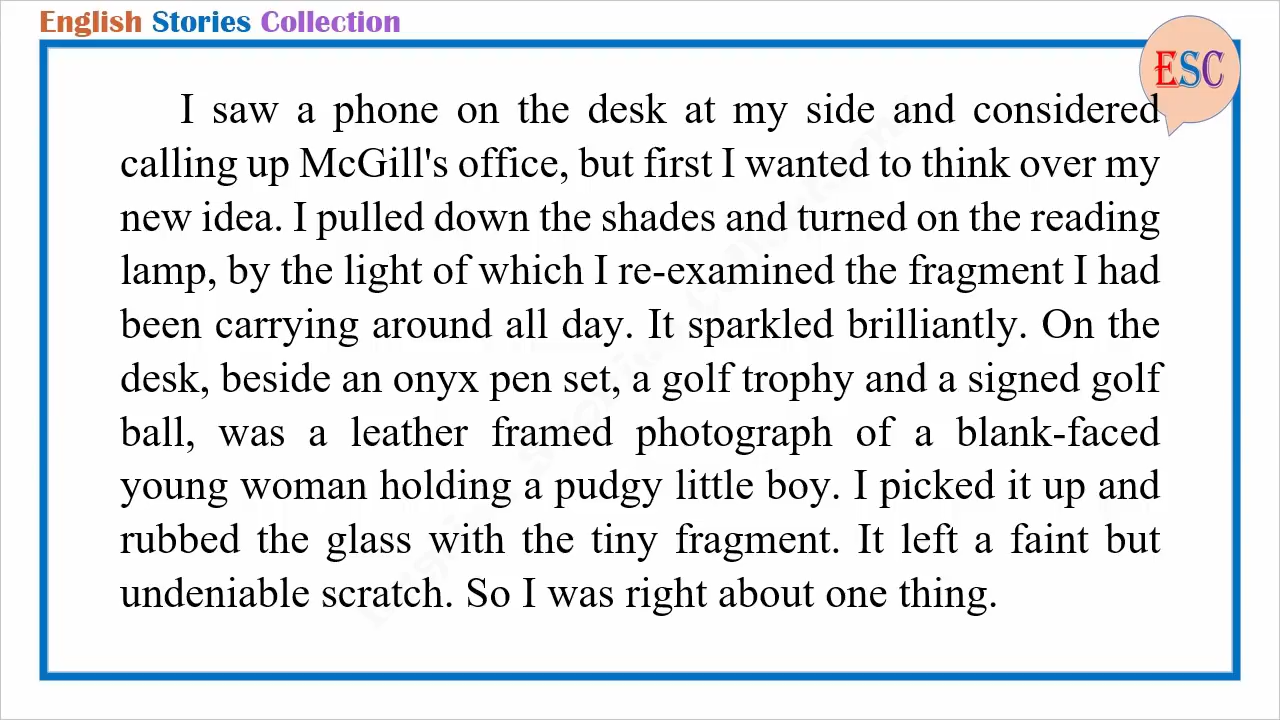 English Stories Collection
ESC
I saw a phone on the desk at my side and considered
calling up McGill's office, but first I wanted to think over my
new idea. I pulled down the shades and turned on the reading
lamp, by the light of which I re-examined the fragment I had
been carrying around all day. It sparkled brilliantly. On the
desk, beside an onyx pen set, a golf trophy and a signed golf
ball, was a leather framed photograph of a blank-faced
young woman holding a pudgy little boy. I picked it up and
rubbed the glass with the tiny fragment. It left a faint but
undeniable scratch. So I was right about one thing.